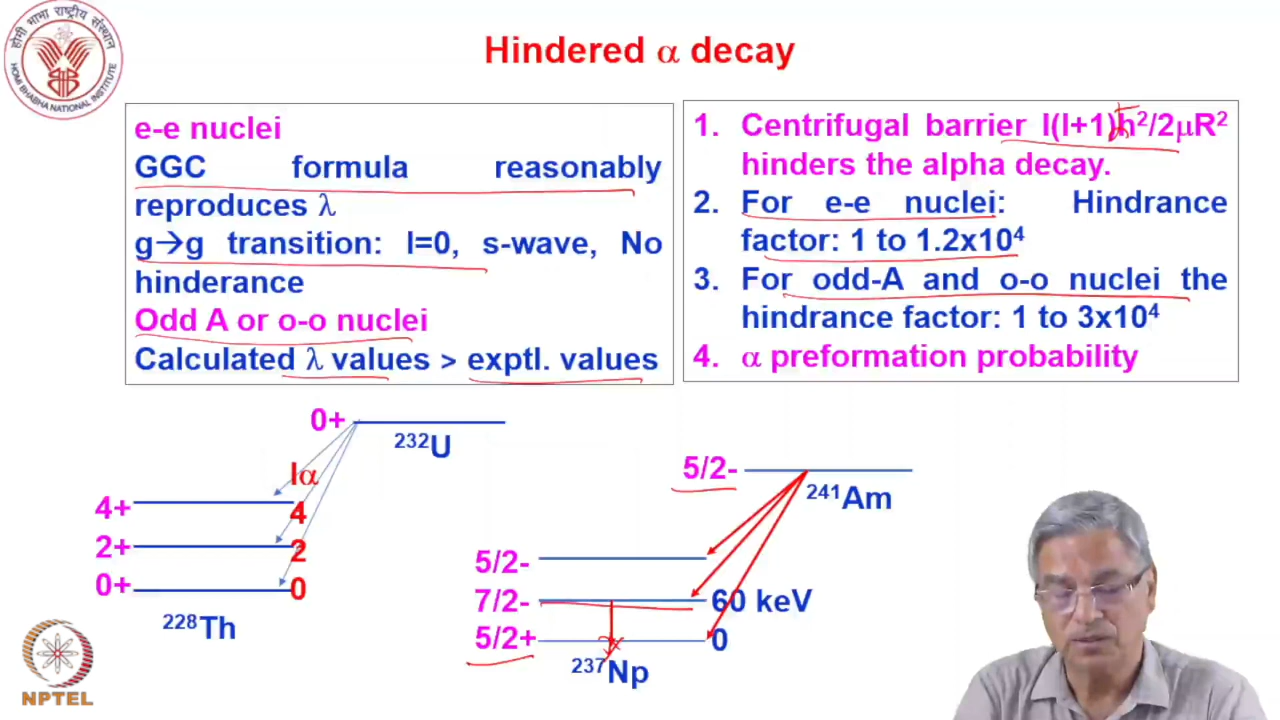 होमी भाभा राष्ट्रीय संस्थान
HOMI BHABHA NATIONAL INSTITUTE
Hindered α decay
e-e nuclei
GGC formula reasonably
reproduces λ
g→g transition: l=0, s-wave, No
hinderance
Odd A or o-o nuclei
Calculated λ values > exptl. values
1. Centrifugal barrier l(l+1)ħ²/2μR²
hinders the alpha decay.
2. For e-e nuclei: Hindrance
factor: 1 to 1.2x10⁴
3. For odd-A and o-o nuclei the
hindrance factor: 1 to 3x10⁴
4. α preformation probability
0+
²³²U
lα
4+ 4
2+ 2
0+ 0
²²⁸Th
5/2-
²⁴¹Am
5/2-
7/2- 60 keV
5/2+ 0
²³⁷Np
NPTEL